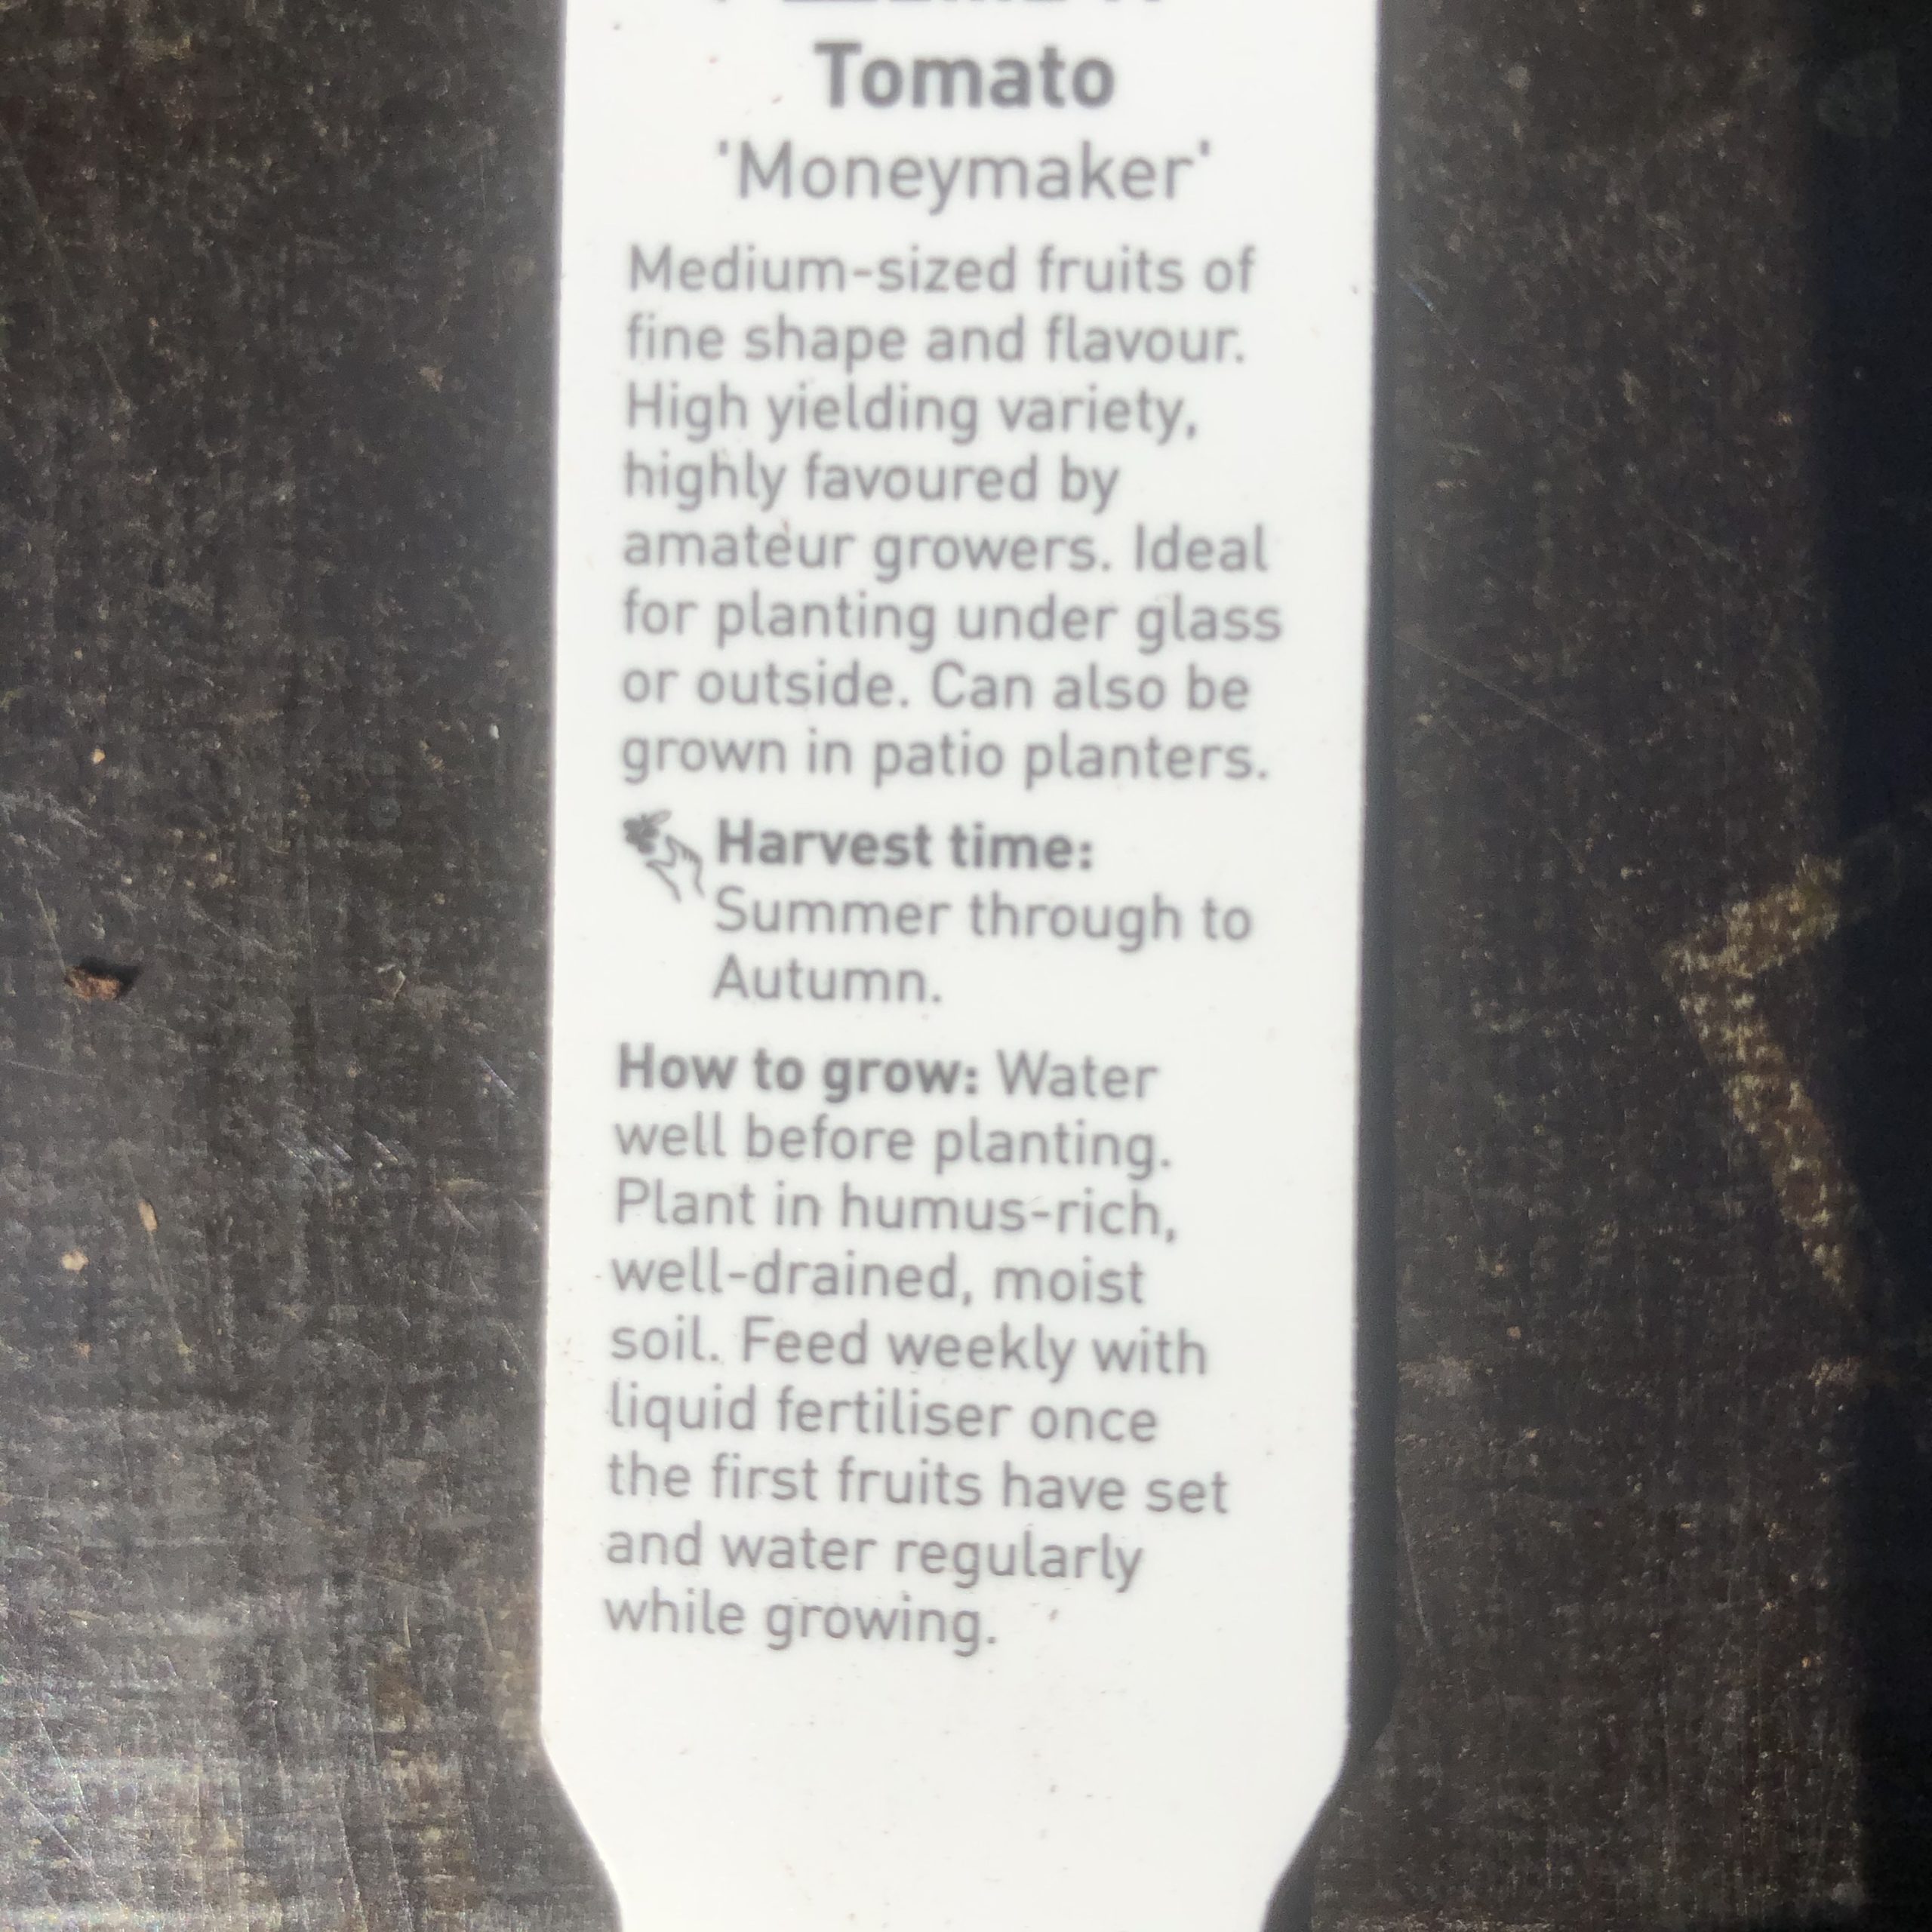 Tomato
'Moneymaker'
Medium-sized fruits of
fine shape and flavour.
High yielding variety,
highly favoured by
amateur growers. Ideal
for planting under glass
or outside. Can also be
grown in patio planters.
Harvest time:
Summer through to
Autumn.
How to grow: Water
well before planting.
Plant in humus-rich,
well-drained, moist
soil. Feed weekly with
liquid fertiliser once
the first fruits have set
and water regularly
while growing.